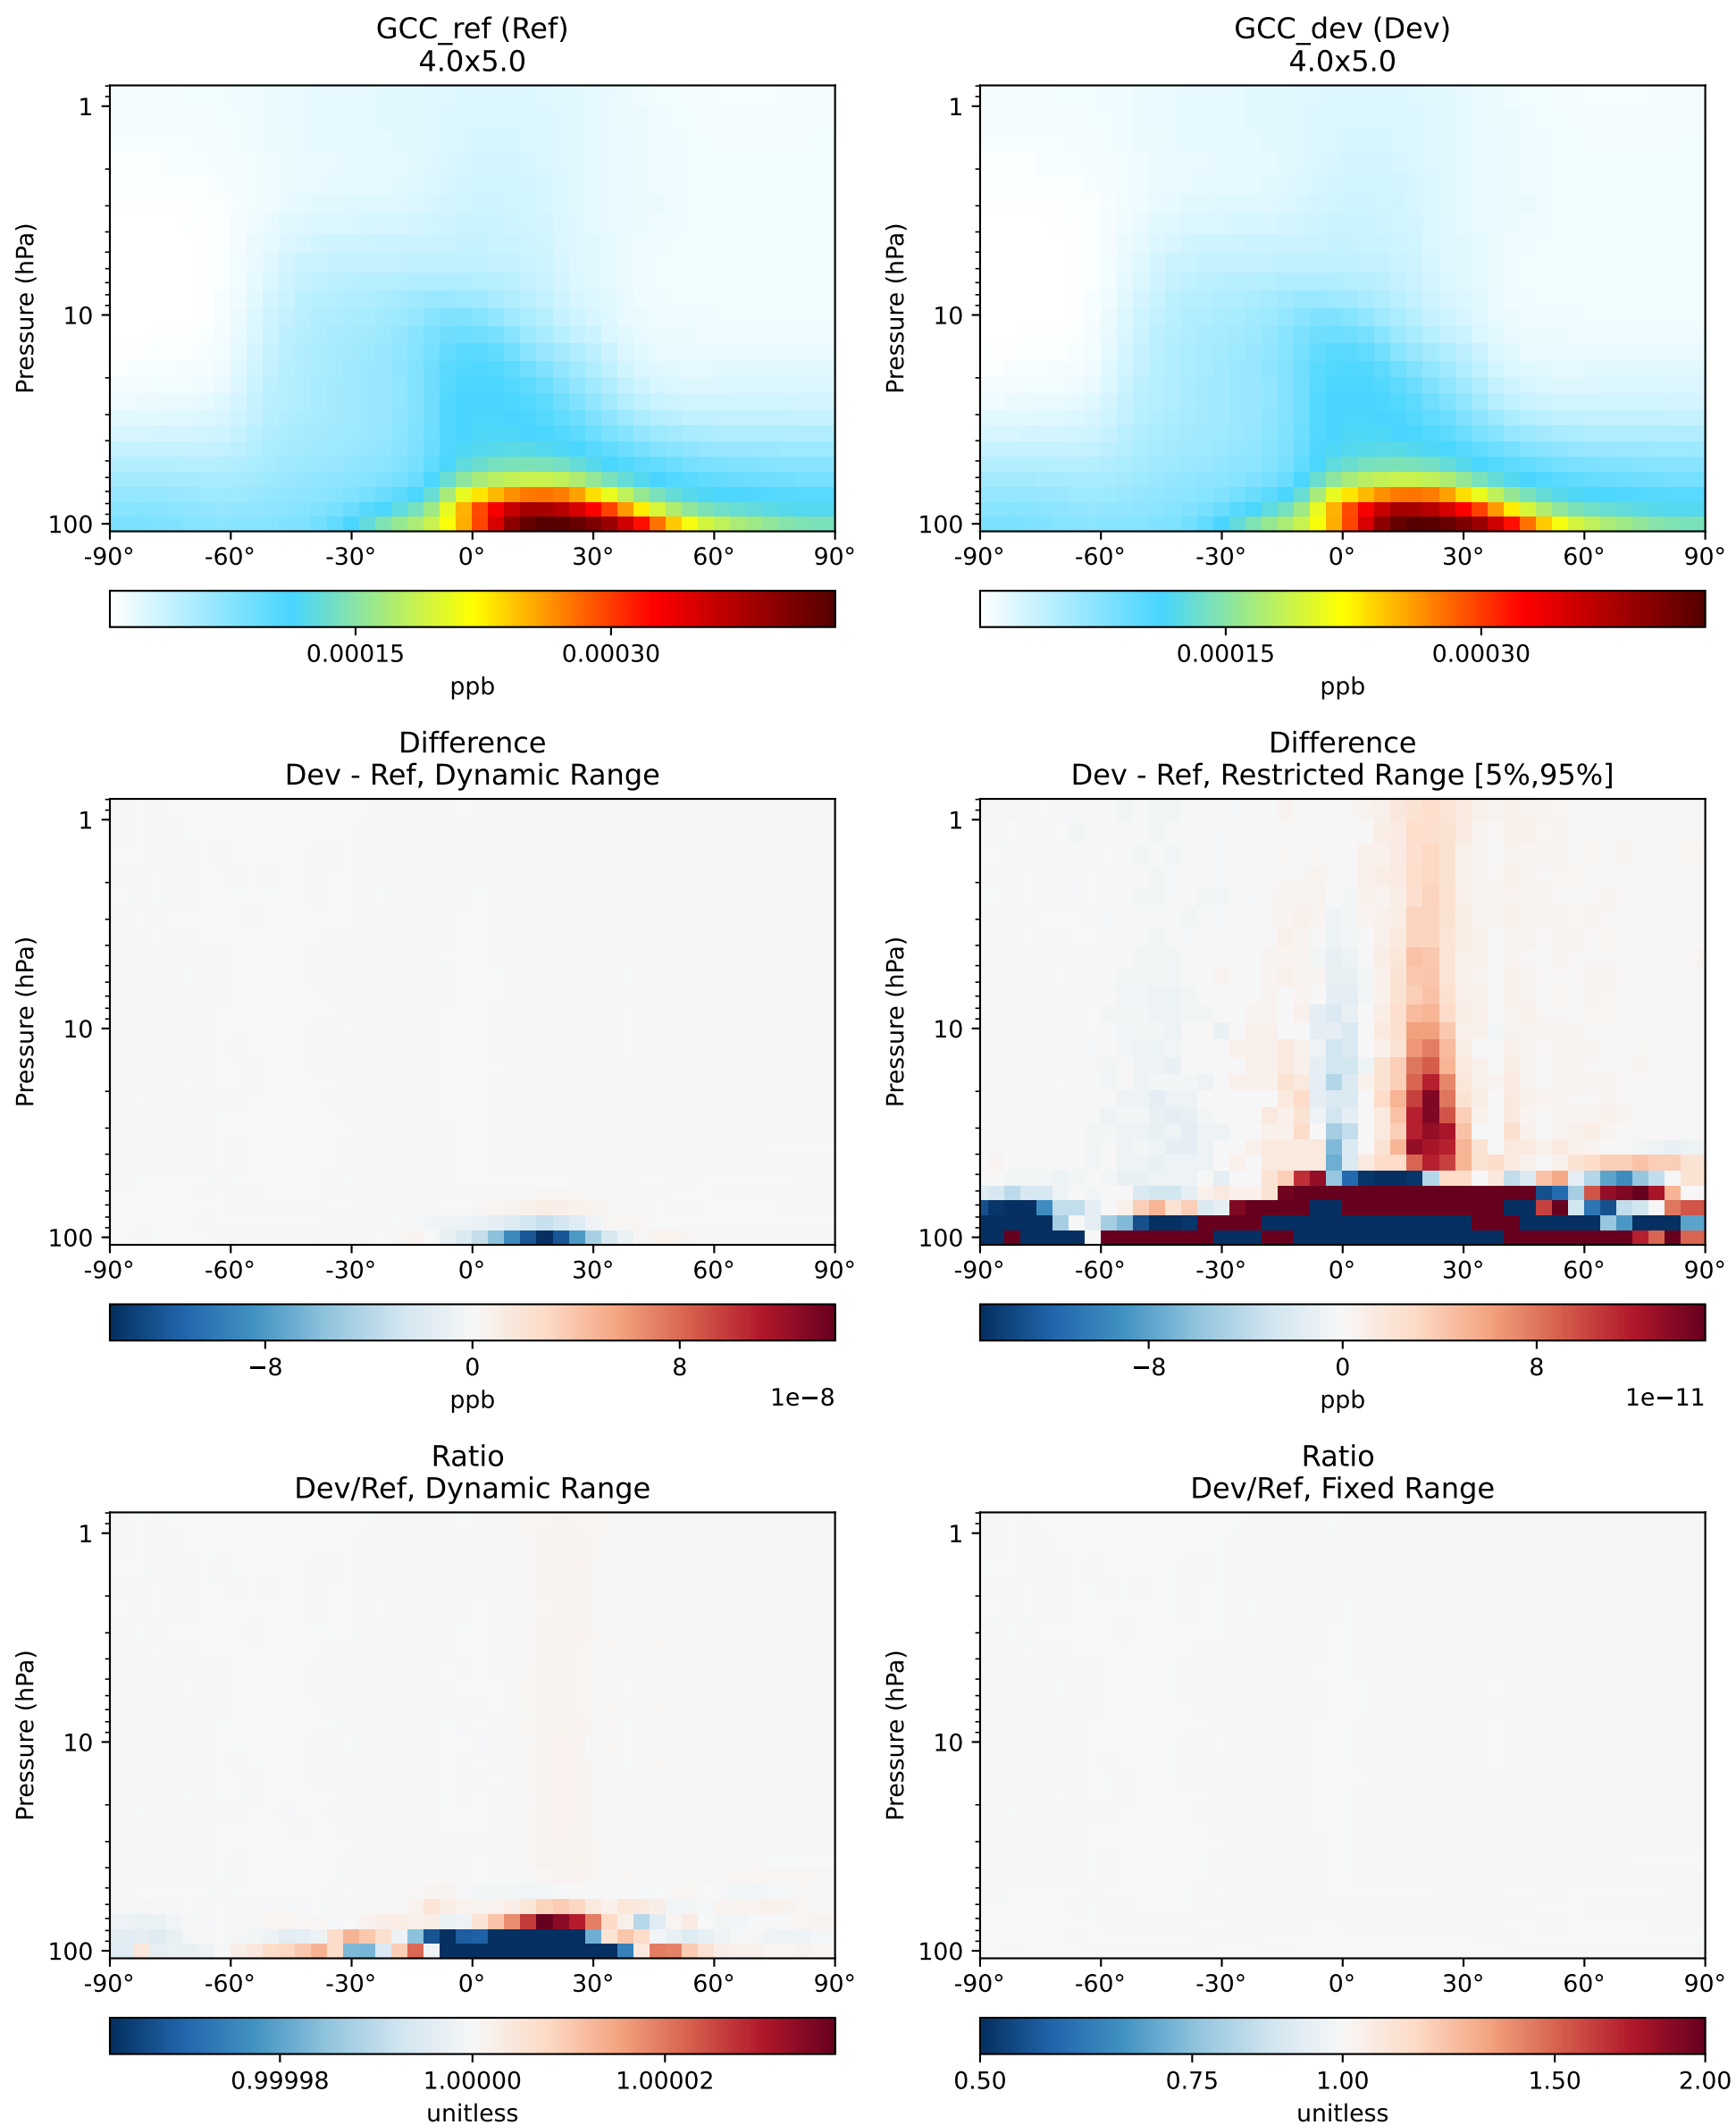 GCC_ref (Ref)
4.0x5.0
Pressure (hPa)
1
10
100
-90° -60° -30° 0° 30° 60° 90°
0.00015 0.00030
ppb
GCC_dev (Dev)
4.0x5.0
Pressure (hPa)
1
10
100
-90° -60° -30° 0° 30° 60° 90°
0.00015 0.00030
ppb
Difference
Dev - Ref, Dynamic Range
Pressure (hPa)
1
10
100
-90° -60° -30° 0° 30° 60° 90°
−8 0 8
1e−8
ppb
Difference
Dev - Ref, Restricted Range [5%,95%]
Pressure (hPa)
1
10
100
-90° -60° -30° 0° 30° 60° 90°
−8 0 8
1e−11
ppb
Ratio
Dev/Ref, Dynamic Range
Pressure (hPa)
1
10
100
-90° -60° -30° 0° 30° 60° 90°
0.99998 1.00000 1.00002
unitless
Ratio
Dev/Ref, Fixed Range
Pressure (hPa)
1
10
100
-90° -60° -30° 0° 30° 60° 90°
0.50 0.75 1.00 1.50 2.00
unitless